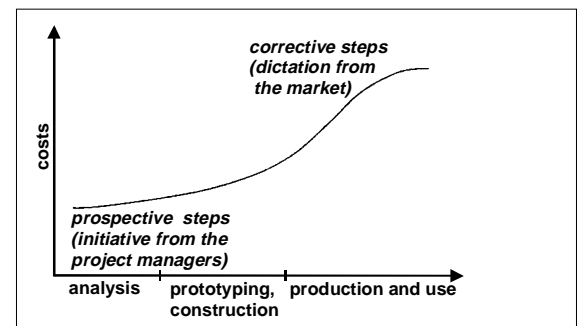 corrective steps
(dictation from
the market)
costs
prospective steps
(initiative from the
project managers)
analysis
prototyping,
construction
production and use